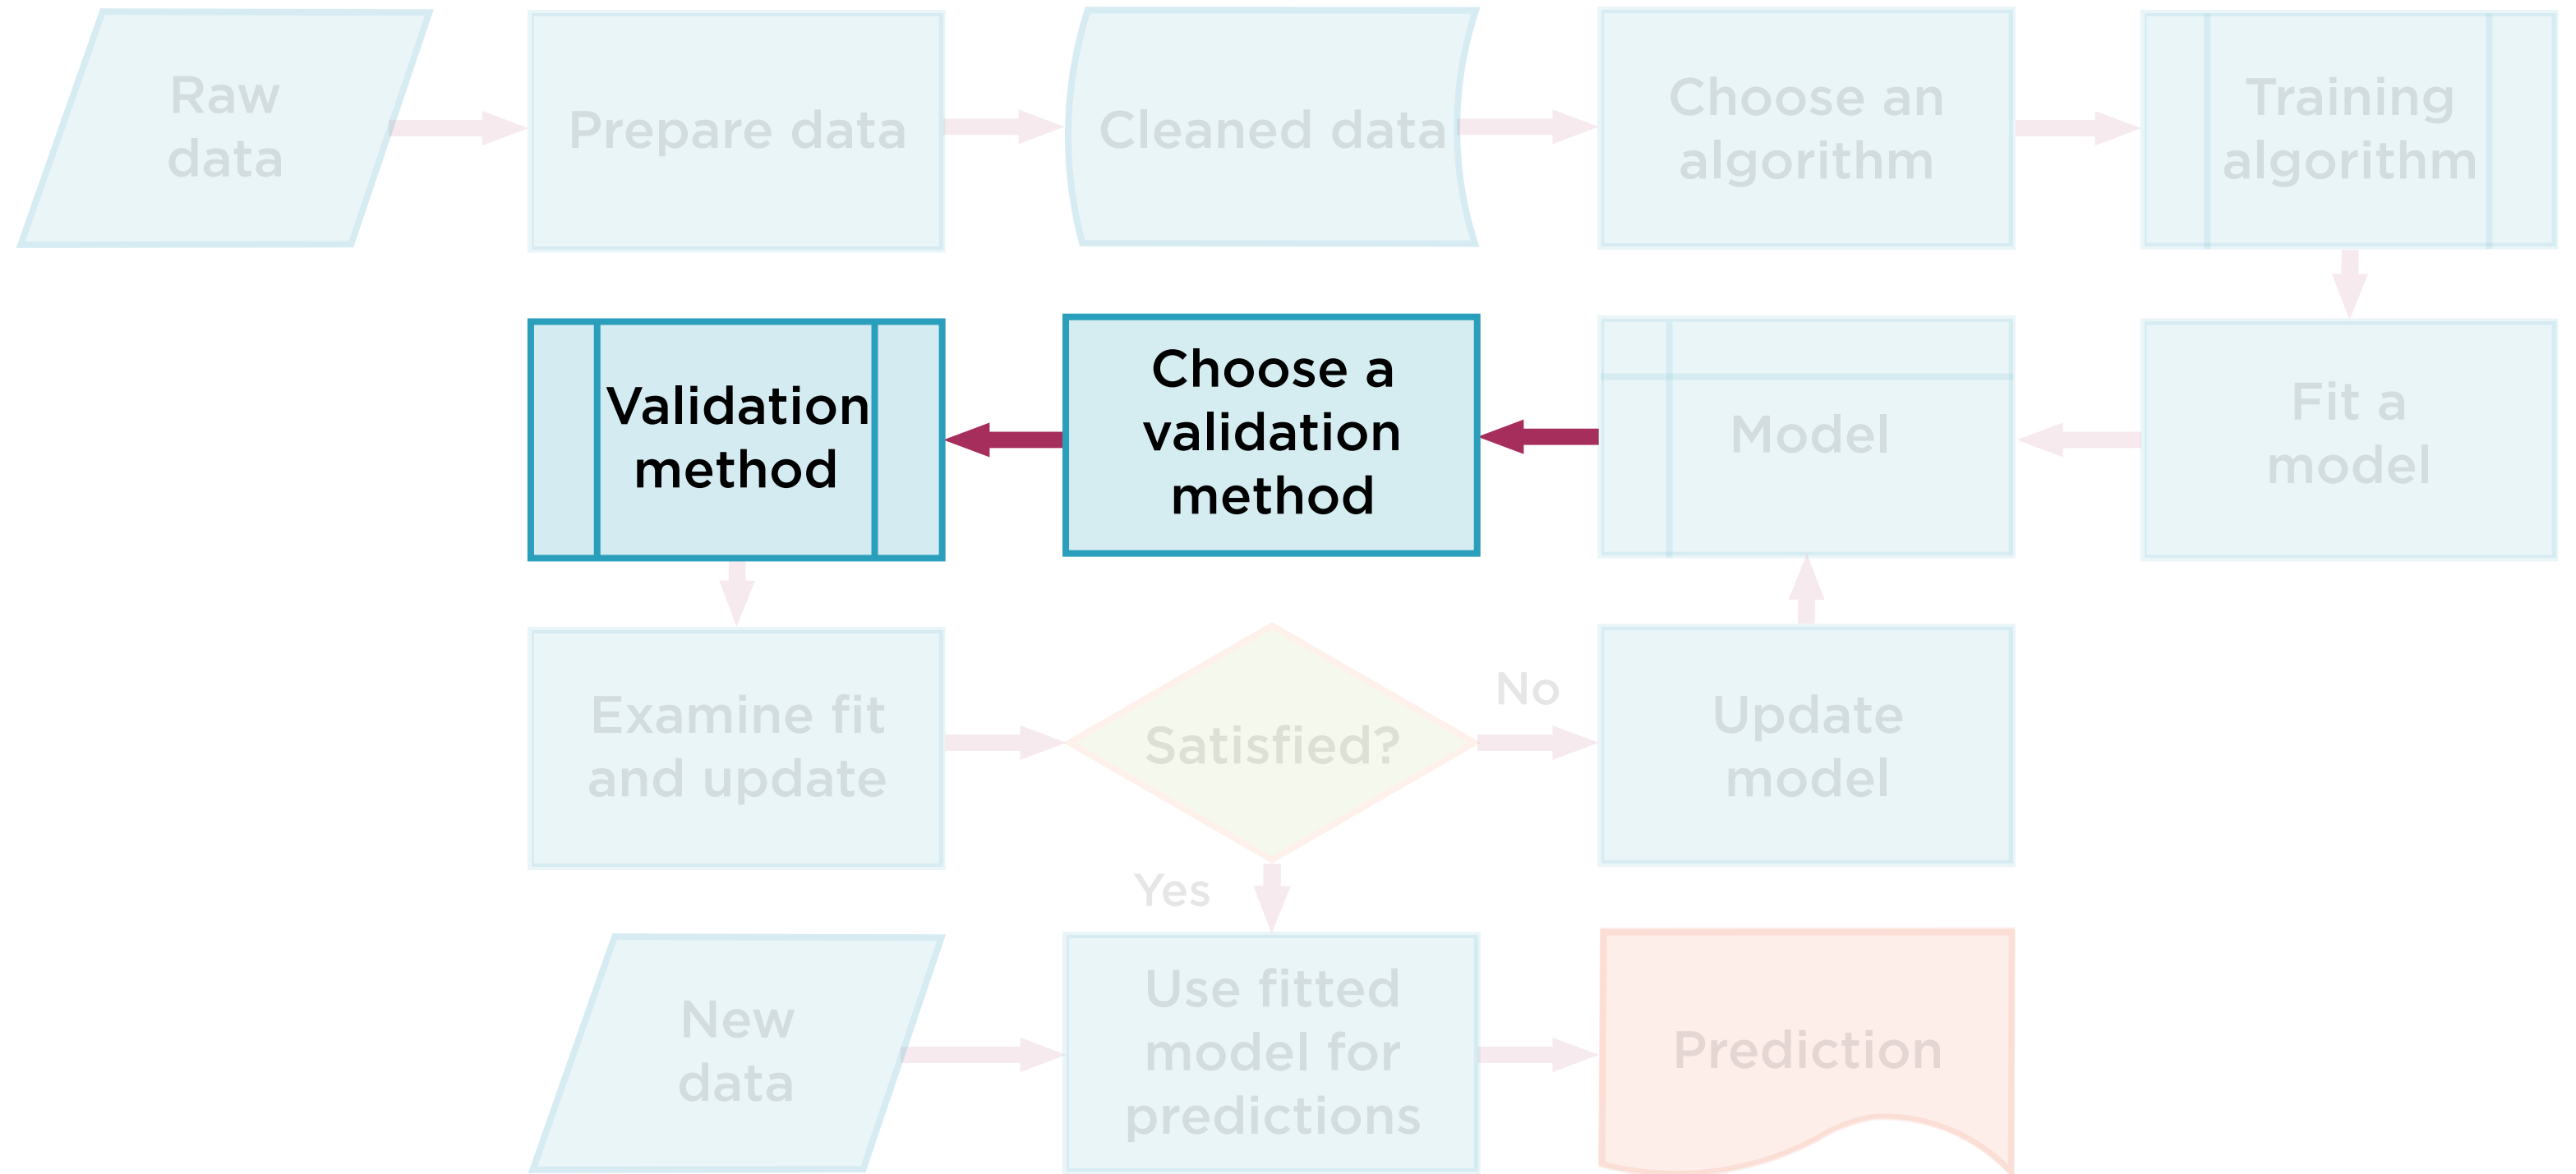 Raw
data
Prepare data
Cleaned data
Choose an
algorithm
Training
algorithm
Validation
method
Choose a
validation
method
Model
Fit a
model
Examine fit
and update
Satisfied?
No
Update
model
Yes
New
data
Use fitted
model for
predictions
Prediction